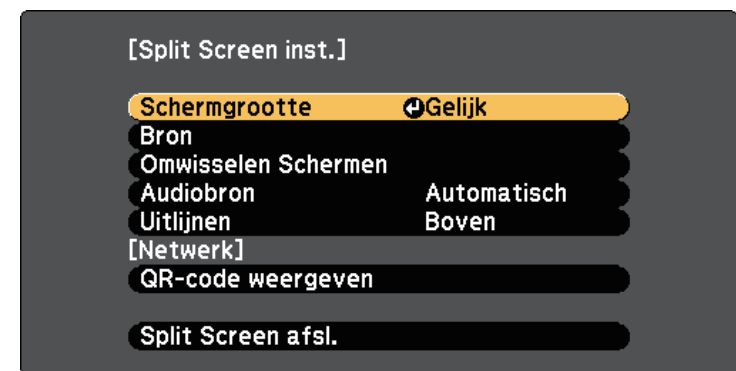 [Split Screen inst.]
Schermgrootte Gelijk
Bron
Omwisselen Schermen
Audiobron Automatisch
Uitlijnen Boven
[Netwerk]
QR-code weergeven
Split Screen afsl.